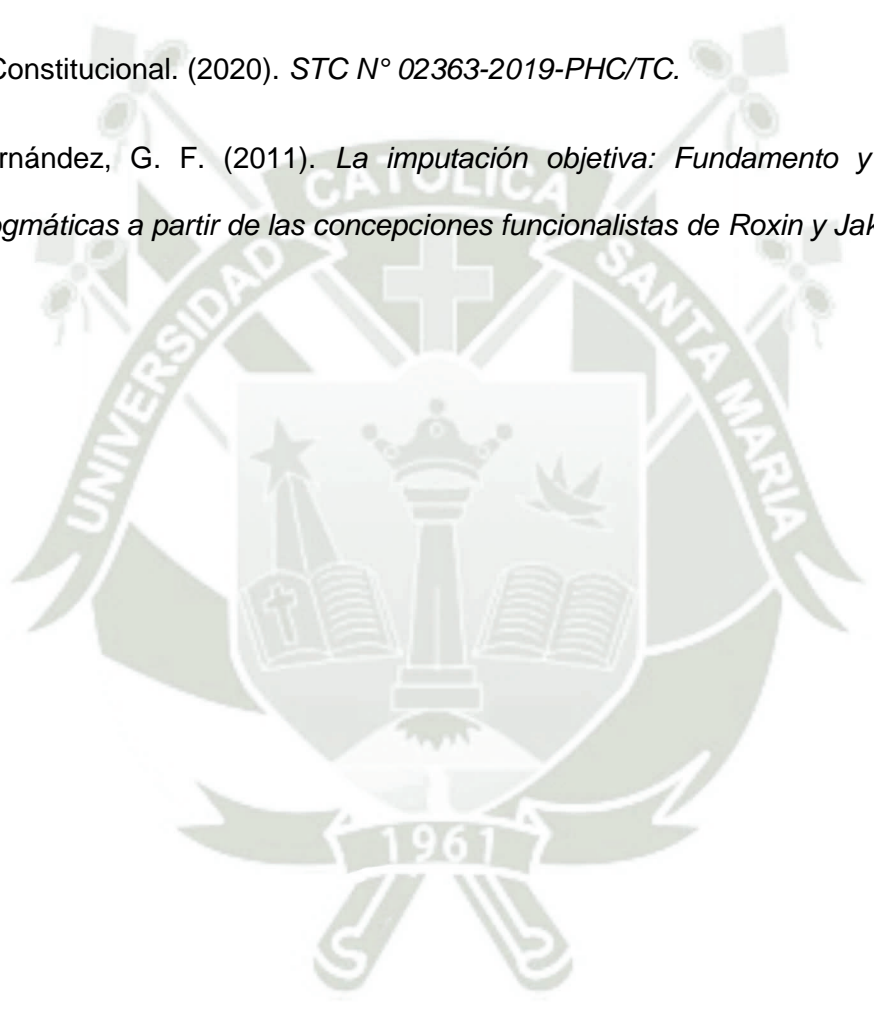 Constitucional. (2020). STC N° 02363-2019-PHC/TC.
rnández, G. F. (2011). La imputación objetiva: Fundamento y
ogmáticas a partir de las concepciones funcionalistas de Roxin y Jak
UNIVERSIDAD CATOLICA SANTA MARIA
1961